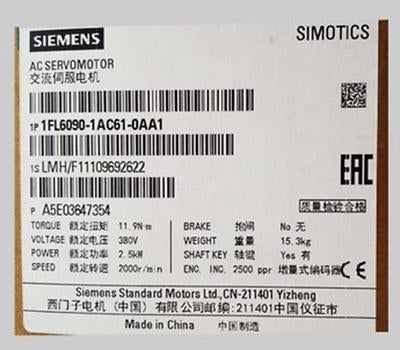 SIEMENS SIMOTICS
AC SERVOMOTOR
交流伺服电机
1P 1FL6090-1AC61-0AA1
1S LMH/F11109692622
EAC
P A5E03647354 质量检验合格
TORQUE 额定扭矩 11.9N·m BRAKE 抱闸 No 无
VOLTAGE 额定电压 380V WEIGHT 重量 15.3kg
POWER 额定功率 2.5kW SHAFT KEY 轴键 Yes 有
SPEED 额定转速 2000r/min ENC. INC. 2500 ppr 增量式编码器 CE
Siemens Standard Motors Ltd.,CN-211401 Yizheng
西门子电机（中国）有限公司邮编:211401中国仪征市
Made in China 中国制造